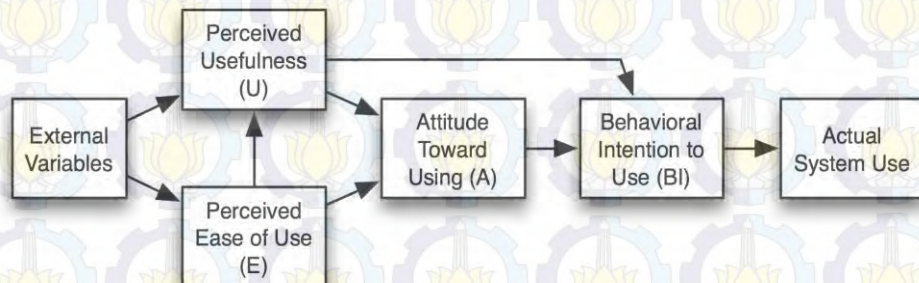 Perceived
Usefulness
(U)
External
Variables
Perceived
Ease of Use
(E)
Attitude
Toward
Using (A)
Behavioral
Intention to
Use (BI)
Actual
System Use